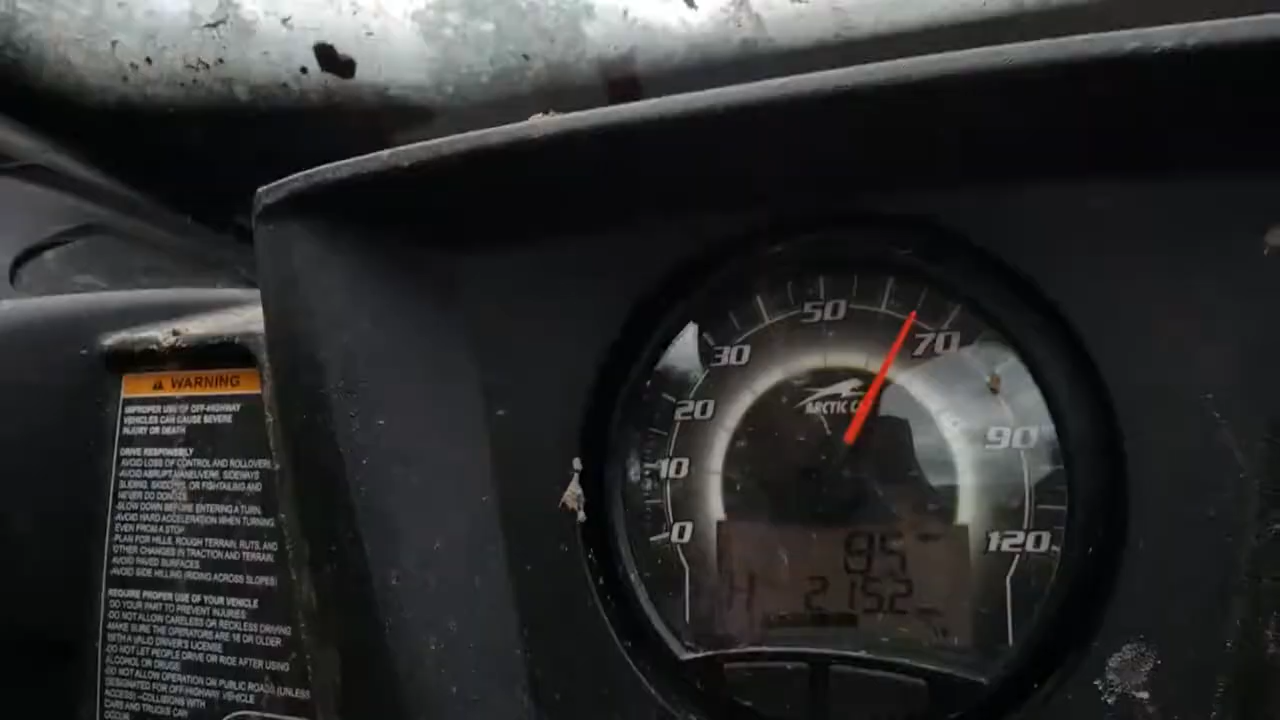 WARNING
IMPROPER USE OF OFF-HIGHWAY
VEHICLES CAN CAUSE SEVERE
INJURY OR DEATH
DRIVE RESPONSIBLY
-AVOID LOSS OF CONTROL AND ROLLOVERS
-AVOID ABRUPT MANEUVERS, SIDEWAYS
SLIDING, SKIDDING, OR FISHTAILING AND
NEVER DO DONUTS
-SLOW DOWN BEFORE ENTERING A TURN
-AVOID HARD ACCELERATION WHEN TURNING,
EVEN FROM A STOP
-PLAN FOR HILLS, ROUGH TERRAIN, RUTS, AND
OTHER CHANGES IN TRACTION AND TERRAIN
-AVOID PAVED SURFACES
-AVOID SIDE HILLING (RIDING ACROSS SLOPES)
REQUIRE PROPER USE OF YOUR VEHICLE
DO YOUR PART TO PREVENT INJURIES:
-DO NOT ALLOW CARELESS OR RECKLESS DRIVING
-MAKE SURE THE OPERATORS ARE 16 OR OLDER
WITH A VALID DRIVER'S LICENSE
-DO NOT LET PEOPLE DRIVE OR RIDE AFTER USING
ALCOHOL OR DRUGS
-DO NOT ALLOW OPERATION ON PUBLIC ROADS (UNLESS
DESIGNATED FOR OFF-HIGHWAY VEHICLE
ACCESS) - COLLISIONS WITH
CARS AND TRUCKS CAN
OCCUR
50
30
70
20
ARCTIC
90
10
0
120
85
H 2152